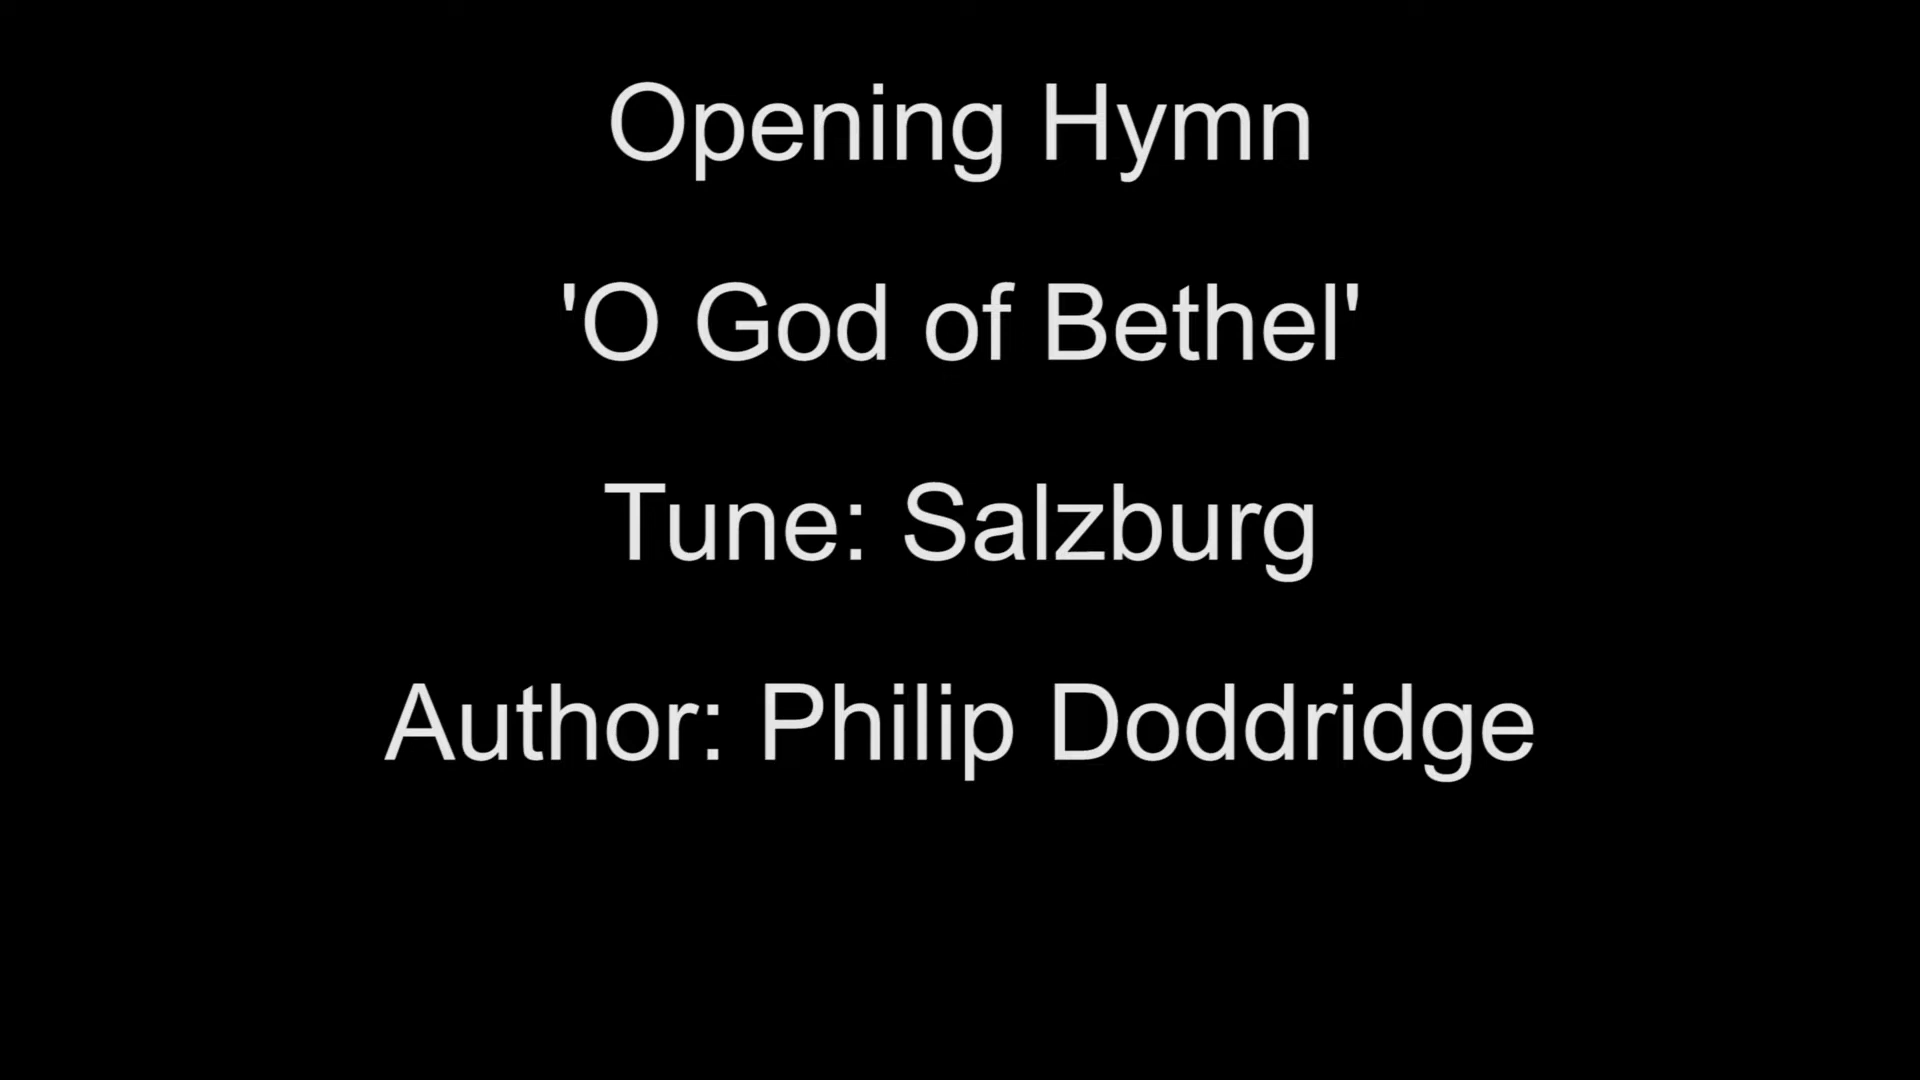 Opening Hymn
'O God of Bethel'
Tune: Salzburg
Author: Philip Doddridge